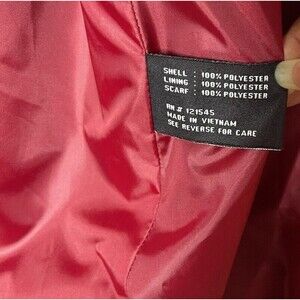 SHELL : 100% POLYESTER
LINING : 100% POLYESTER
SCARF : 100% POLYESTER
RN # 121545
MADE IN VIETNAM
SEE REVERSE FOR CARE